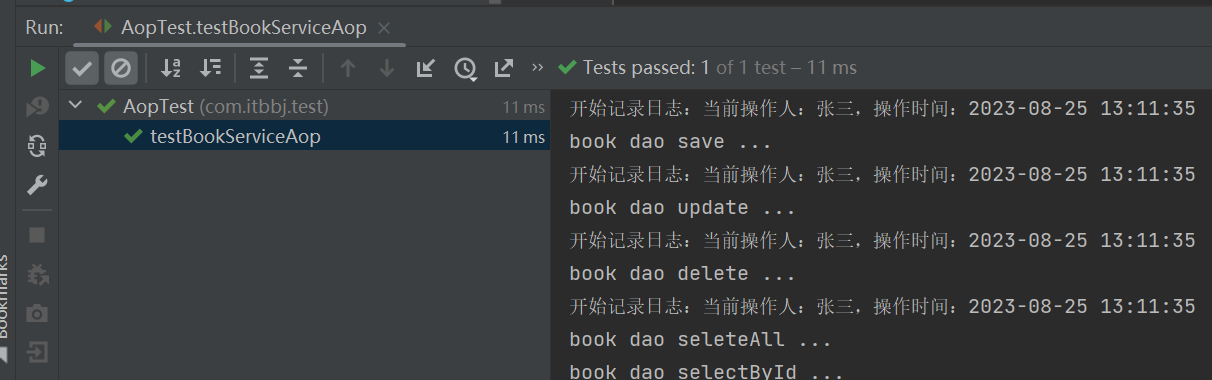 Run: AopTest.testBookServiceAop
Tests passed: 1 of 1 test – 11 ms
AopTest (com.itbbj.test) 11 ms
testBookServiceAop 11 ms
开始记录日志：当前操作人：张三，操作时间：2023-08-25 13:11:35
book dao save ...
开始记录日志：当前操作人：张三，操作时间：2023-08-25 13:11:35
book dao update ...
开始记录日志：当前操作人：张三，操作时间：2023-08-25 13:11:35
book dao delete ...
开始记录日志：当前操作人：张三，操作时间：2023-08-25 13:11:35
book dao seleteAll ...
book dao selectById ...
Bookmarks